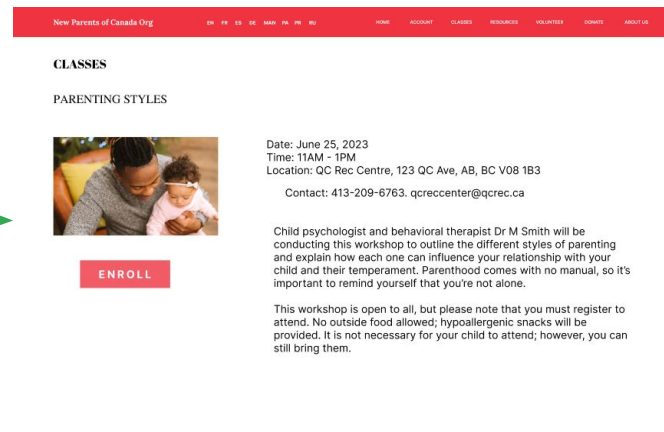 New Parents of Canada Org
EN FR ES DE MAN PA PR RU
HOME ACCOUNT CLASSES RESOURCES VOLUNTEER DONATE ABOUT US
CLASSES
PARENTING STYLES
Date: June 25, 2023
Time: 11AM - 1PM
Location: QC Rec Centre, 123 QC Ave, AB, BC V08 1B3
Contact: 413-209-6763. qcreccenter@qcrec.ca
ENROLL
Child psychologist and behavioral therapist Dr M Smith will be
conducting this workshop to outline the different styles of parenting
and explain how each one can influence your relationship with your
child and their temperament. Parenthood comes with no manual, so it's
important to remind yourself that you're not alone.
This workshop is open to all, but please note that you must register to
attend. No outside food allowed; hypoallergenic snacks will be
provided. It is not necessary for your child to attend; however, you can
still bring them.